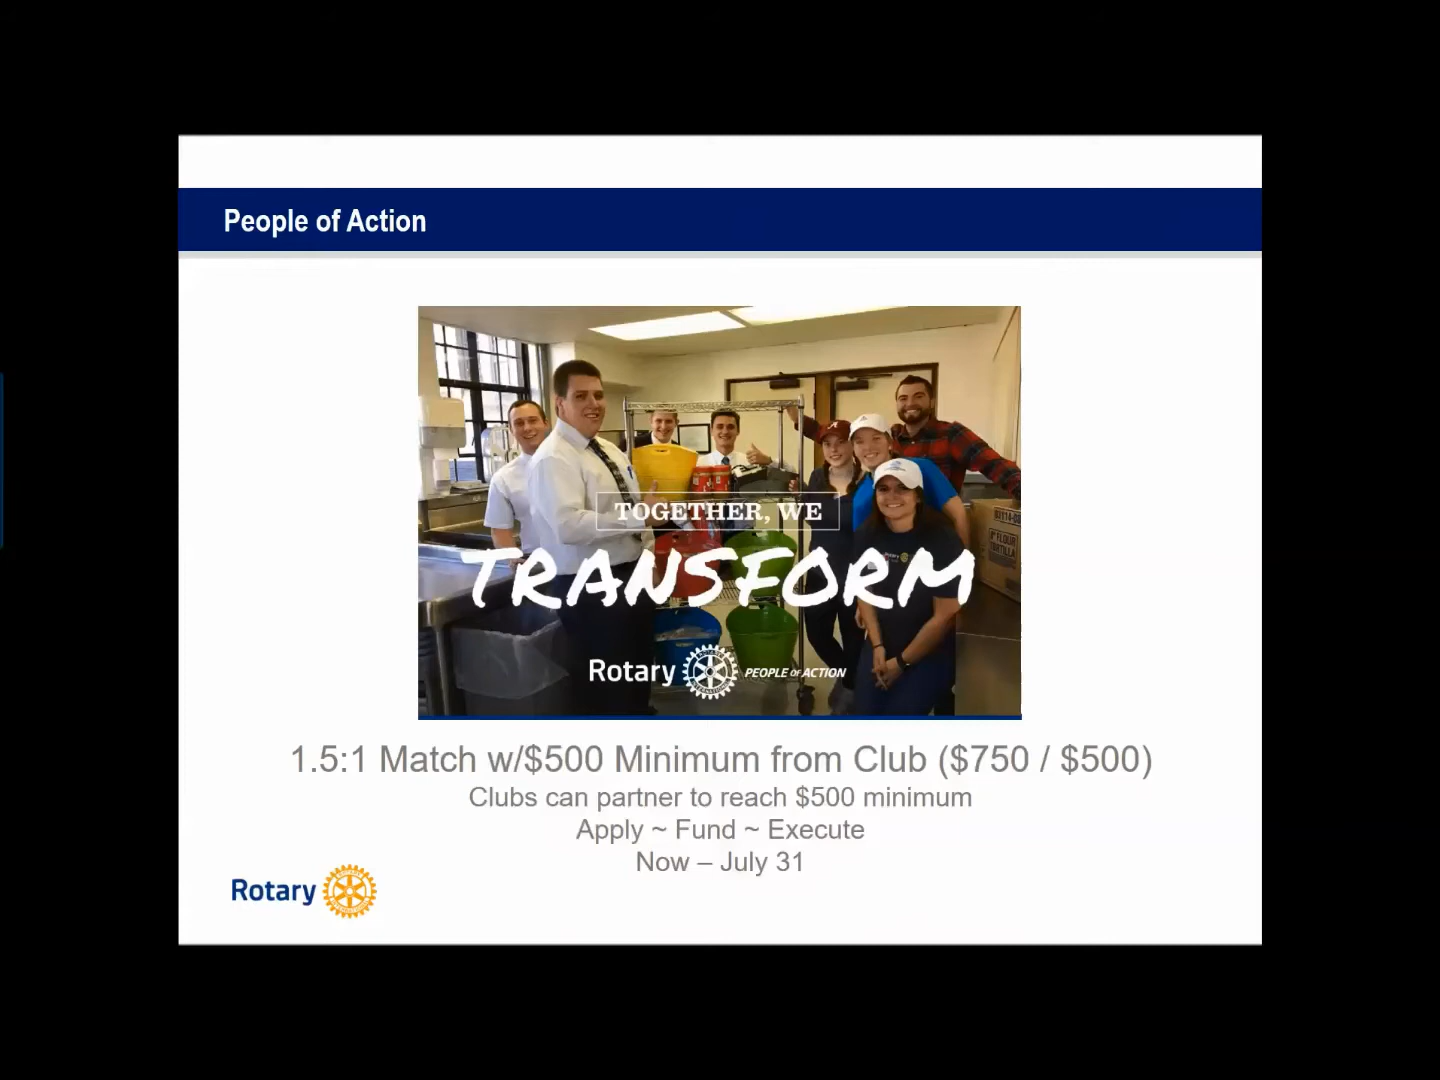 People of Action
TOGETHER, WE
TRANSFORM
Rotary
PEOPLE of ACTION
1.5:1 Match w/$500 Minimum from Club ($750 / $500)
Clubs can partner to reach $500 minimum
Apply ~ Fund ~ Execute
Now – July 31
Rotary